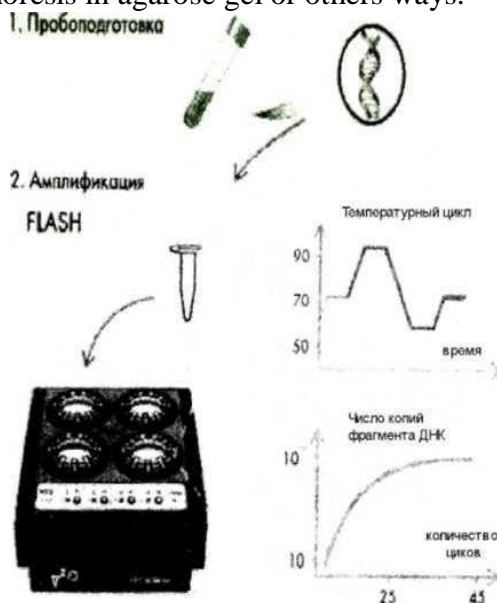 phoresis in agarose gel or others ways.
1. Пробоподготовка
2. Амплификация
FLASH
Температурный цикл
90
70
50
время
Число копий
фрагмента ДНК
10
10
количество
циков
25
45